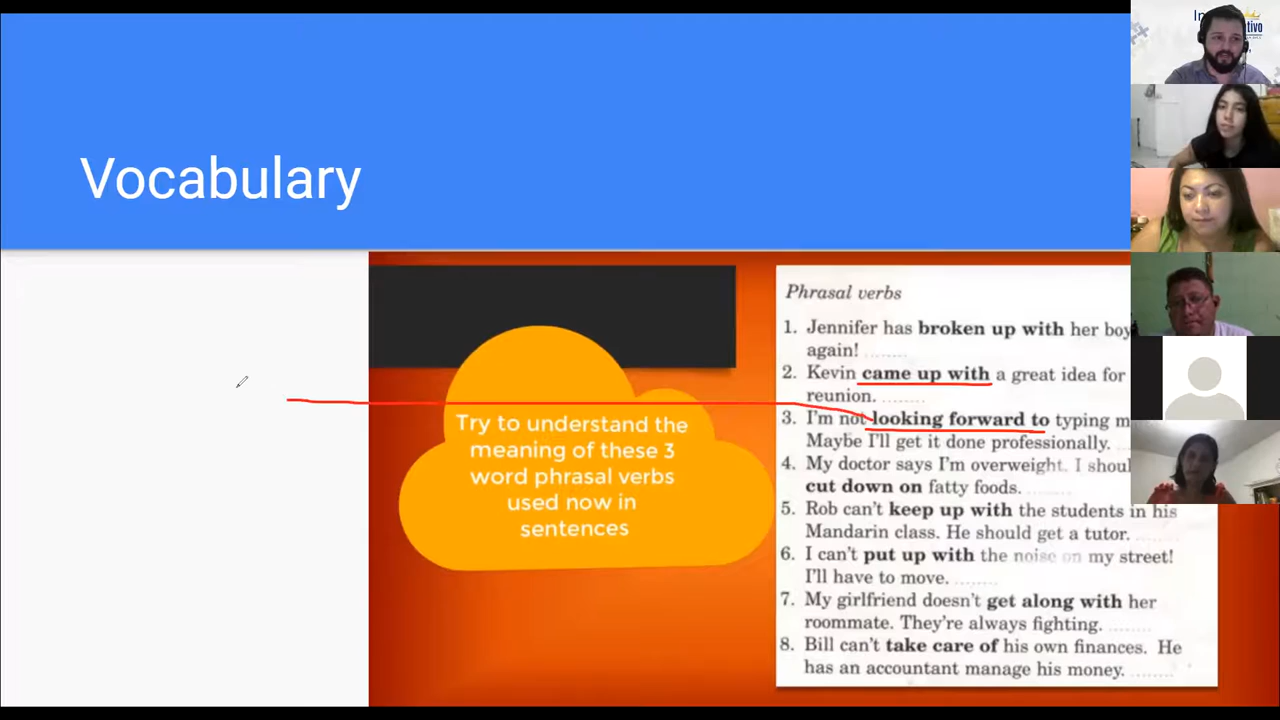 Vocabulary
Try to understand the
meaning of these 3
word phrasal verbs
used now in
sentences
Phrasal verbs
1. Jennifer has broken up with her boy
again! ........
2. Kevin came up with a great idea for
reunion. ........
3. I'm not looking forward to typing m
Maybe I'll get it done professionally.
4. My doctor says I'm overweight. I shoul
cut down on fatty foods. ........
5. Rob can't keep up with the students in his
Mandarin class. He should get a tutor. ........
6. I can't put up with the noise on my street!
I'll have to move. ........
7. My girlfriend doesn't get along with her
roommate. They're always fighting. ........
8. Bill can't take care of his own finances. He
has an accountant manage his money. ........
In
tivo